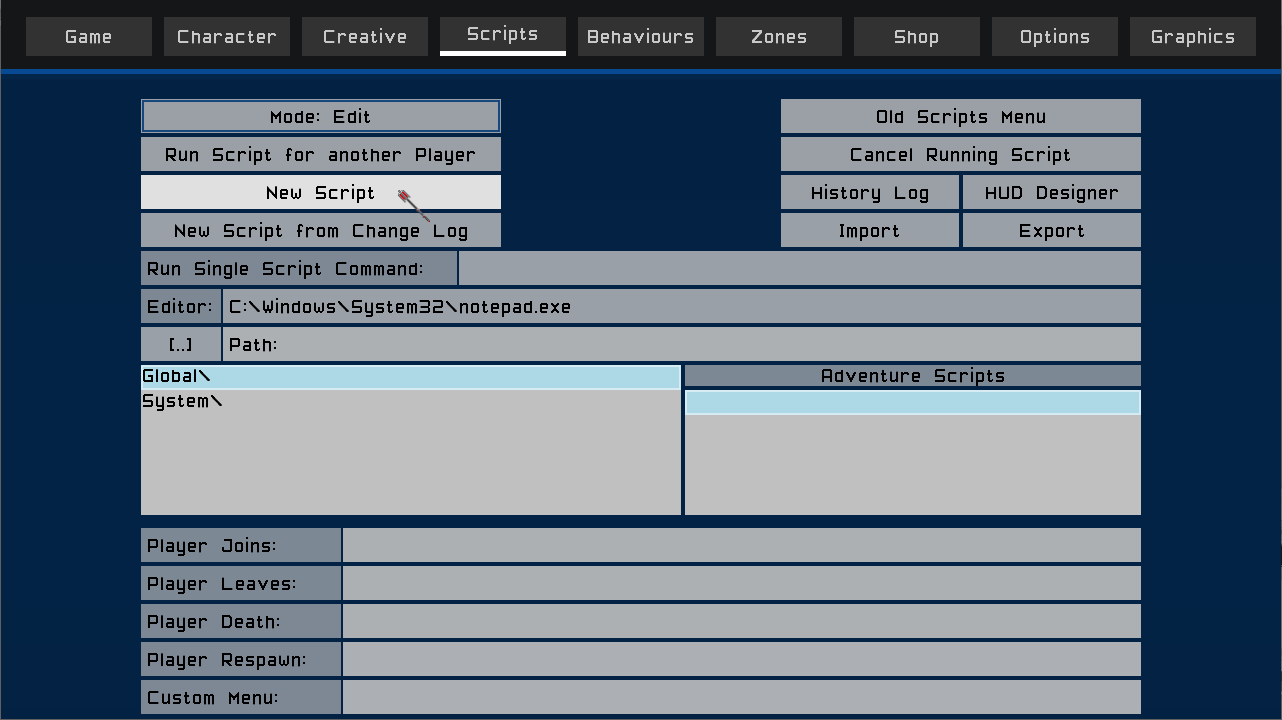 Game Character Creative Scripts Behaviours Zones Shop Options Graphics
Mode: Edit
Old Scripts Menu
Run Script for another Player
Cancel Running Script
New Script
History Log
HUD Designer
New Script from Change Log
Import
Export
Run Single Script Command:
Editor: C:\Windows\System32\notepad.exe
[..] Path:
Global\
Adventure Scripts
System\
Player Joins:
Player Leaves:
Player Death:
Player Respawn:
Custom Menu: